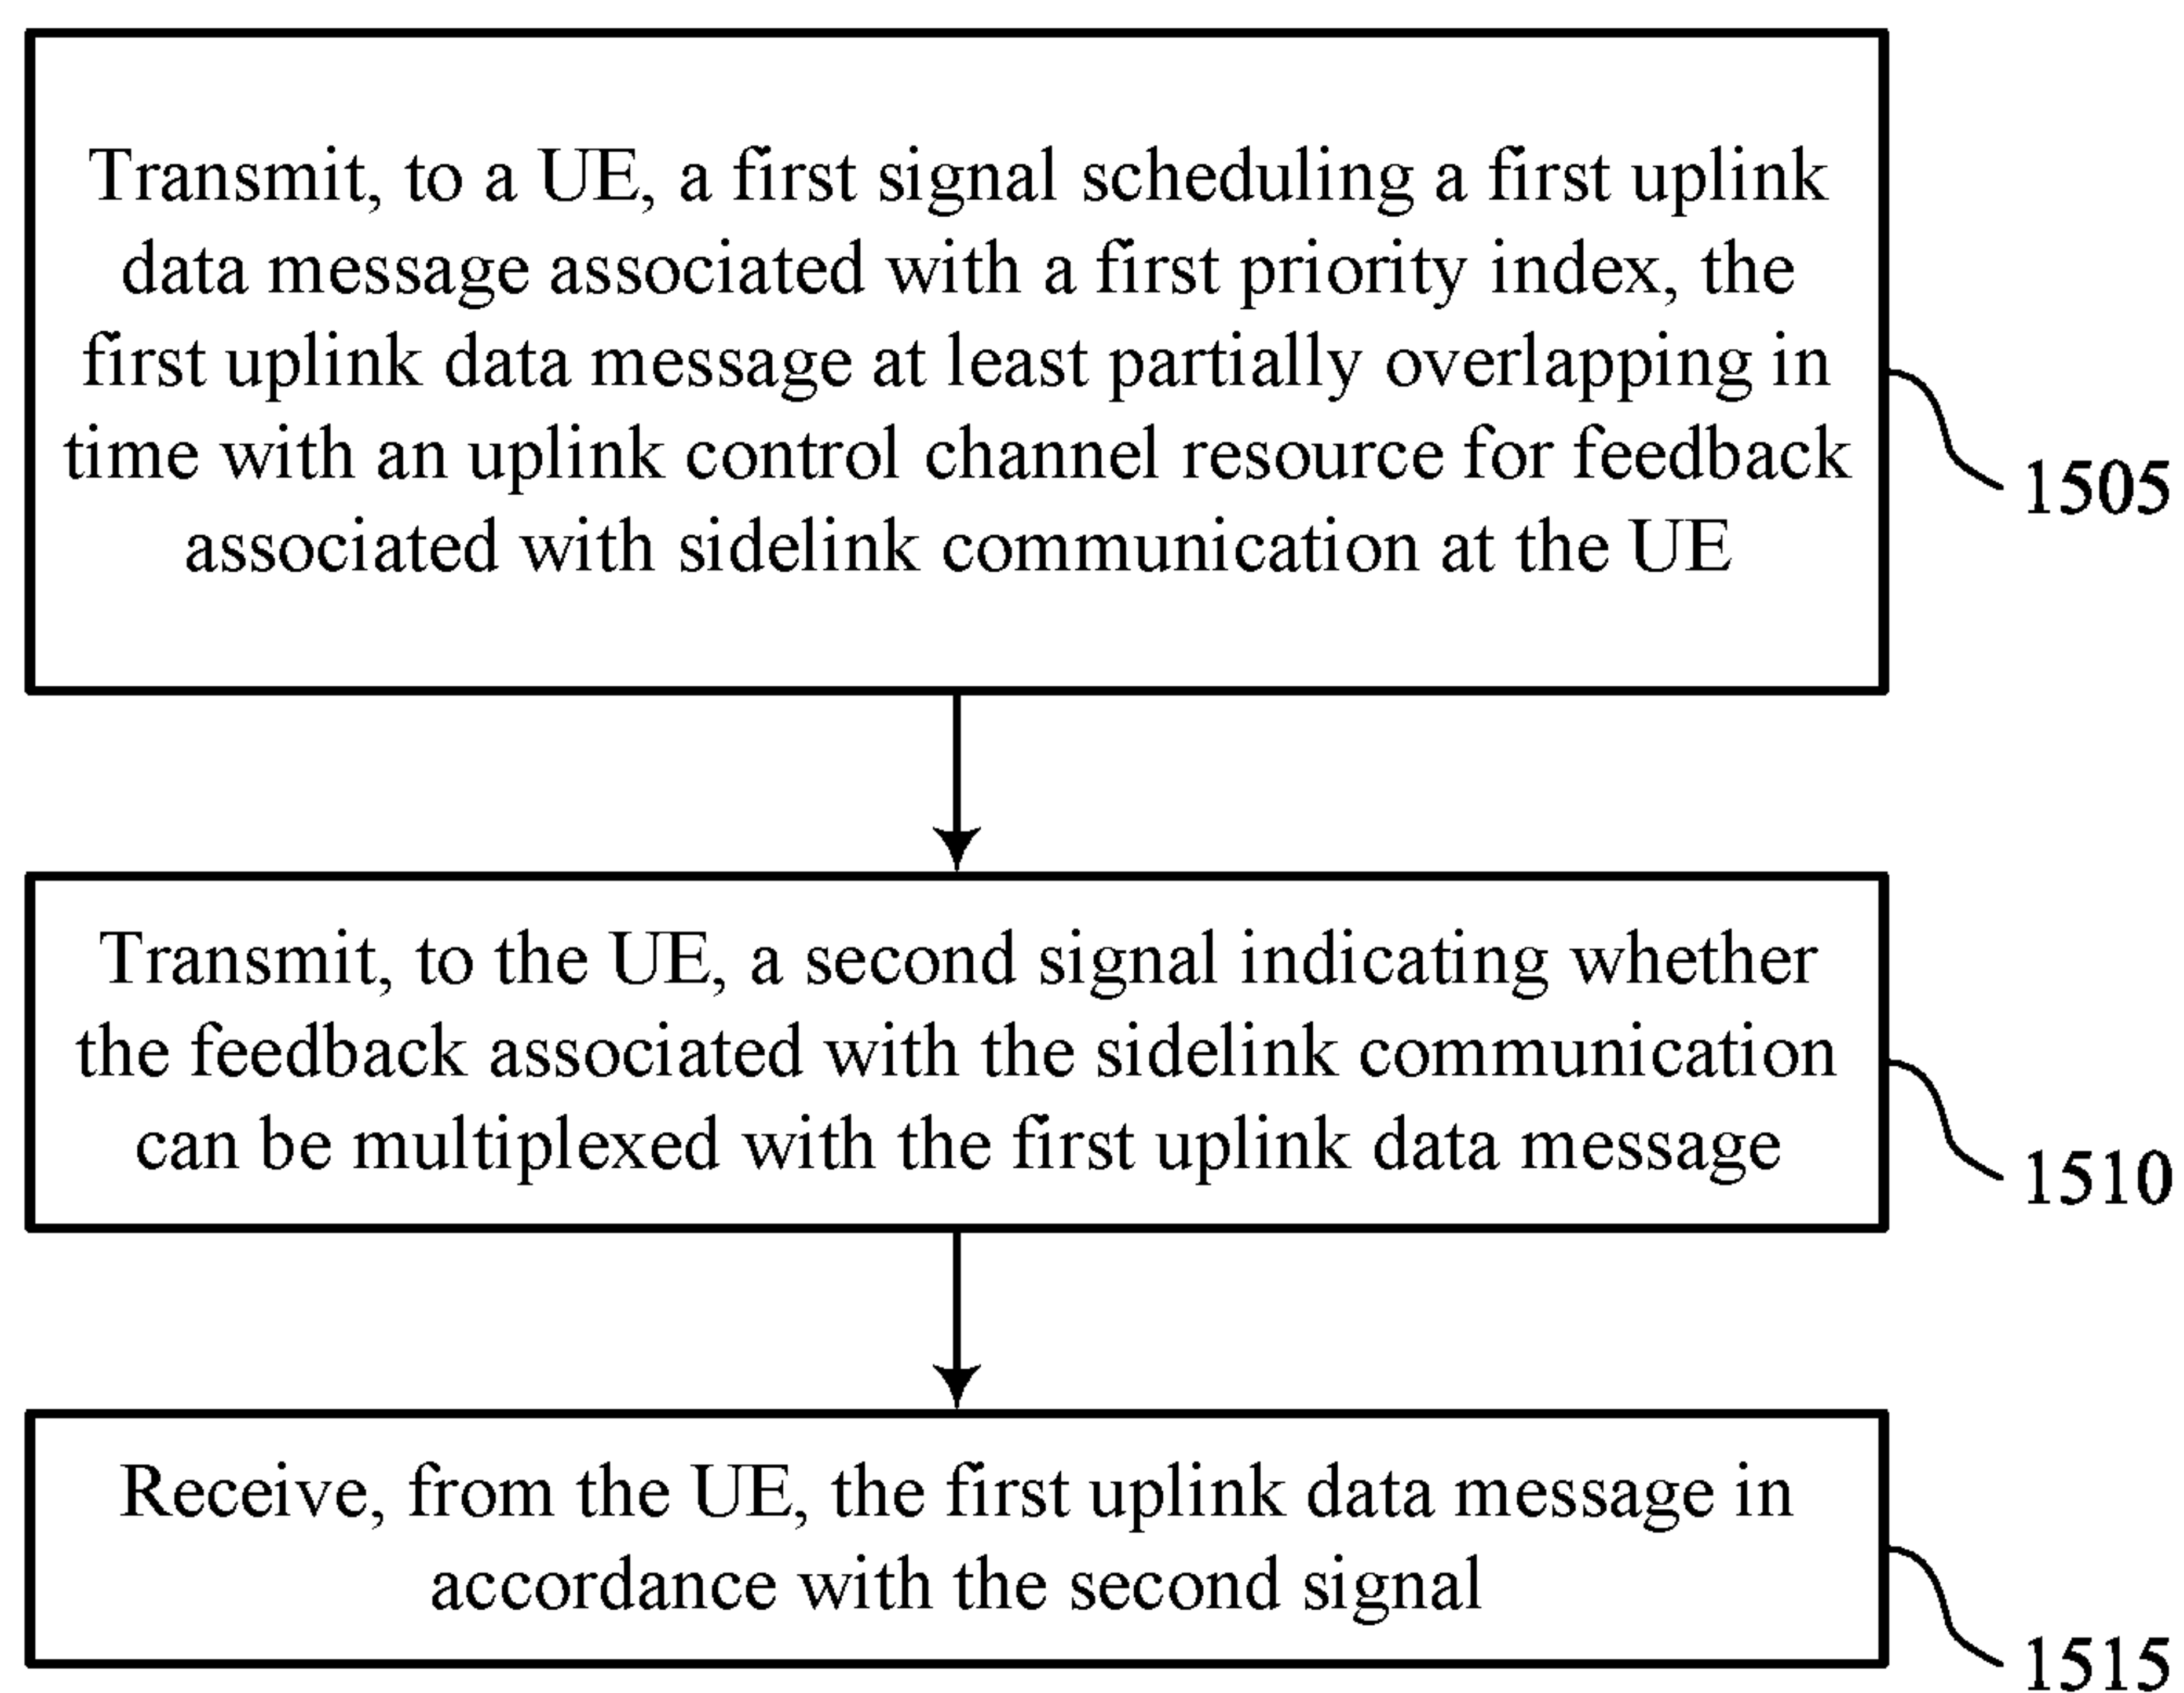 Transmit, to a UE, a first signal scheduling a first uplink
data message associated with a first priority index, the
first uplink data message at least partially overlapping in
time with an uplink control channel resource for feedback
associated with sidelink communication at the UE
1505
Transmit, to the UE, a second signal indicating whether
the feedback associated with the sidelink communication
can be multiplexed with the first uplink data message
1510
Receive, from the UE, the first uplink data message in
accordance with the second signal
1515